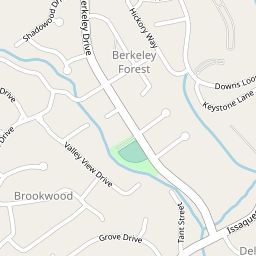 Shadowood Dr
Berkeley Drive
Hickory Way
Berkeley
Forest
Downs Loo
Keystone Lane
Drive
Drive
Valley View Drive
Brookwood
Tant Street
Grove Drive
Issaque
Del